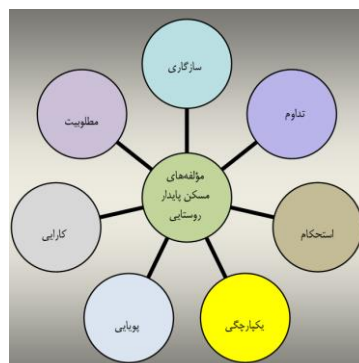 سازگاری
تداوم
استحکام
یکپارچگی
پویایی
کارایی
مطلوبیت
مؤلفه‌های
مسکن پایدار
روستایی